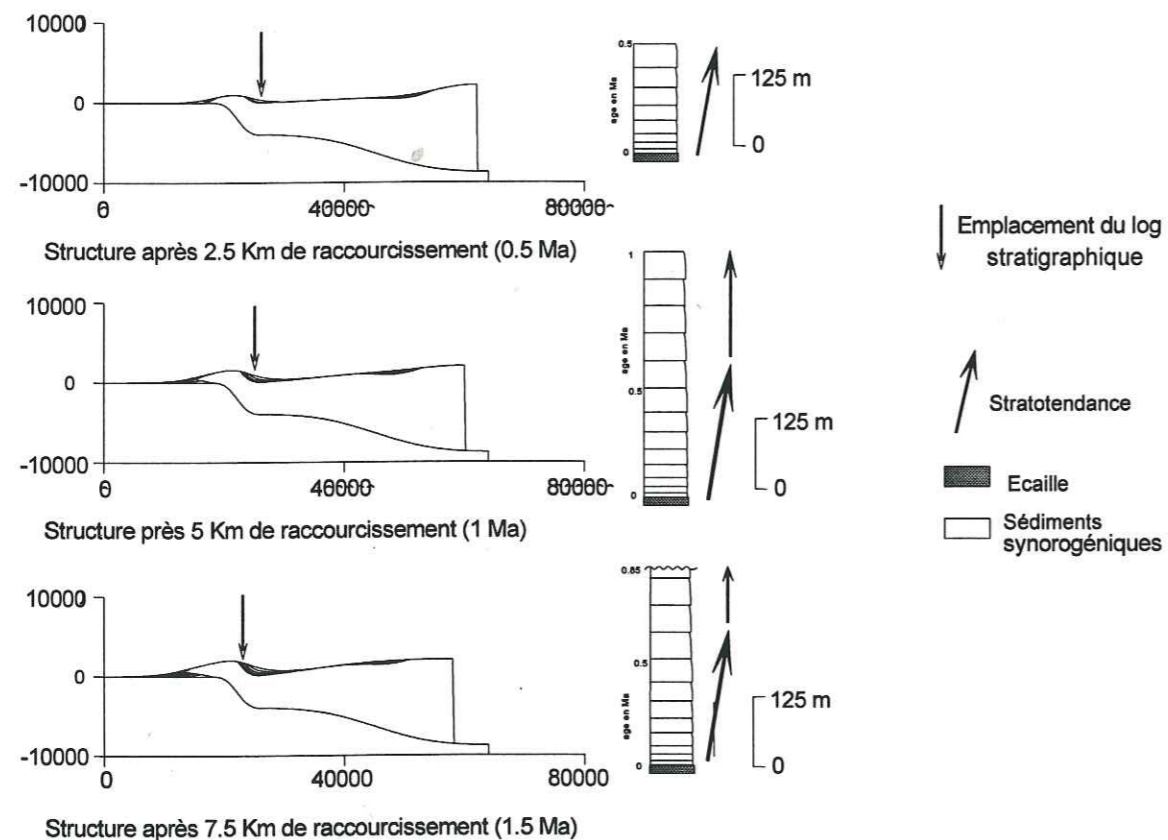 10000
0
-10000
0
40000
80000
Structure après 2.5 Km de raccourcissement (0.5 Ma)
0.5
age en Ma
0
125 m
0
10000
0
-10000
0
40000
80000
Structure près 5 Km de raccourcissement (1 Ma)
1
age en Ma
0.5
0
125 m
0
10000
0
-10000
0
40000
80000
Structure après 7.5 Km de raccourcissement (1.5 Ma)
0.85
0.5
age en Ma
0
125 m
0
Emplacement du log
stratigraphique
Stratotendance
Ecaille
Sédiments
synorogéniques